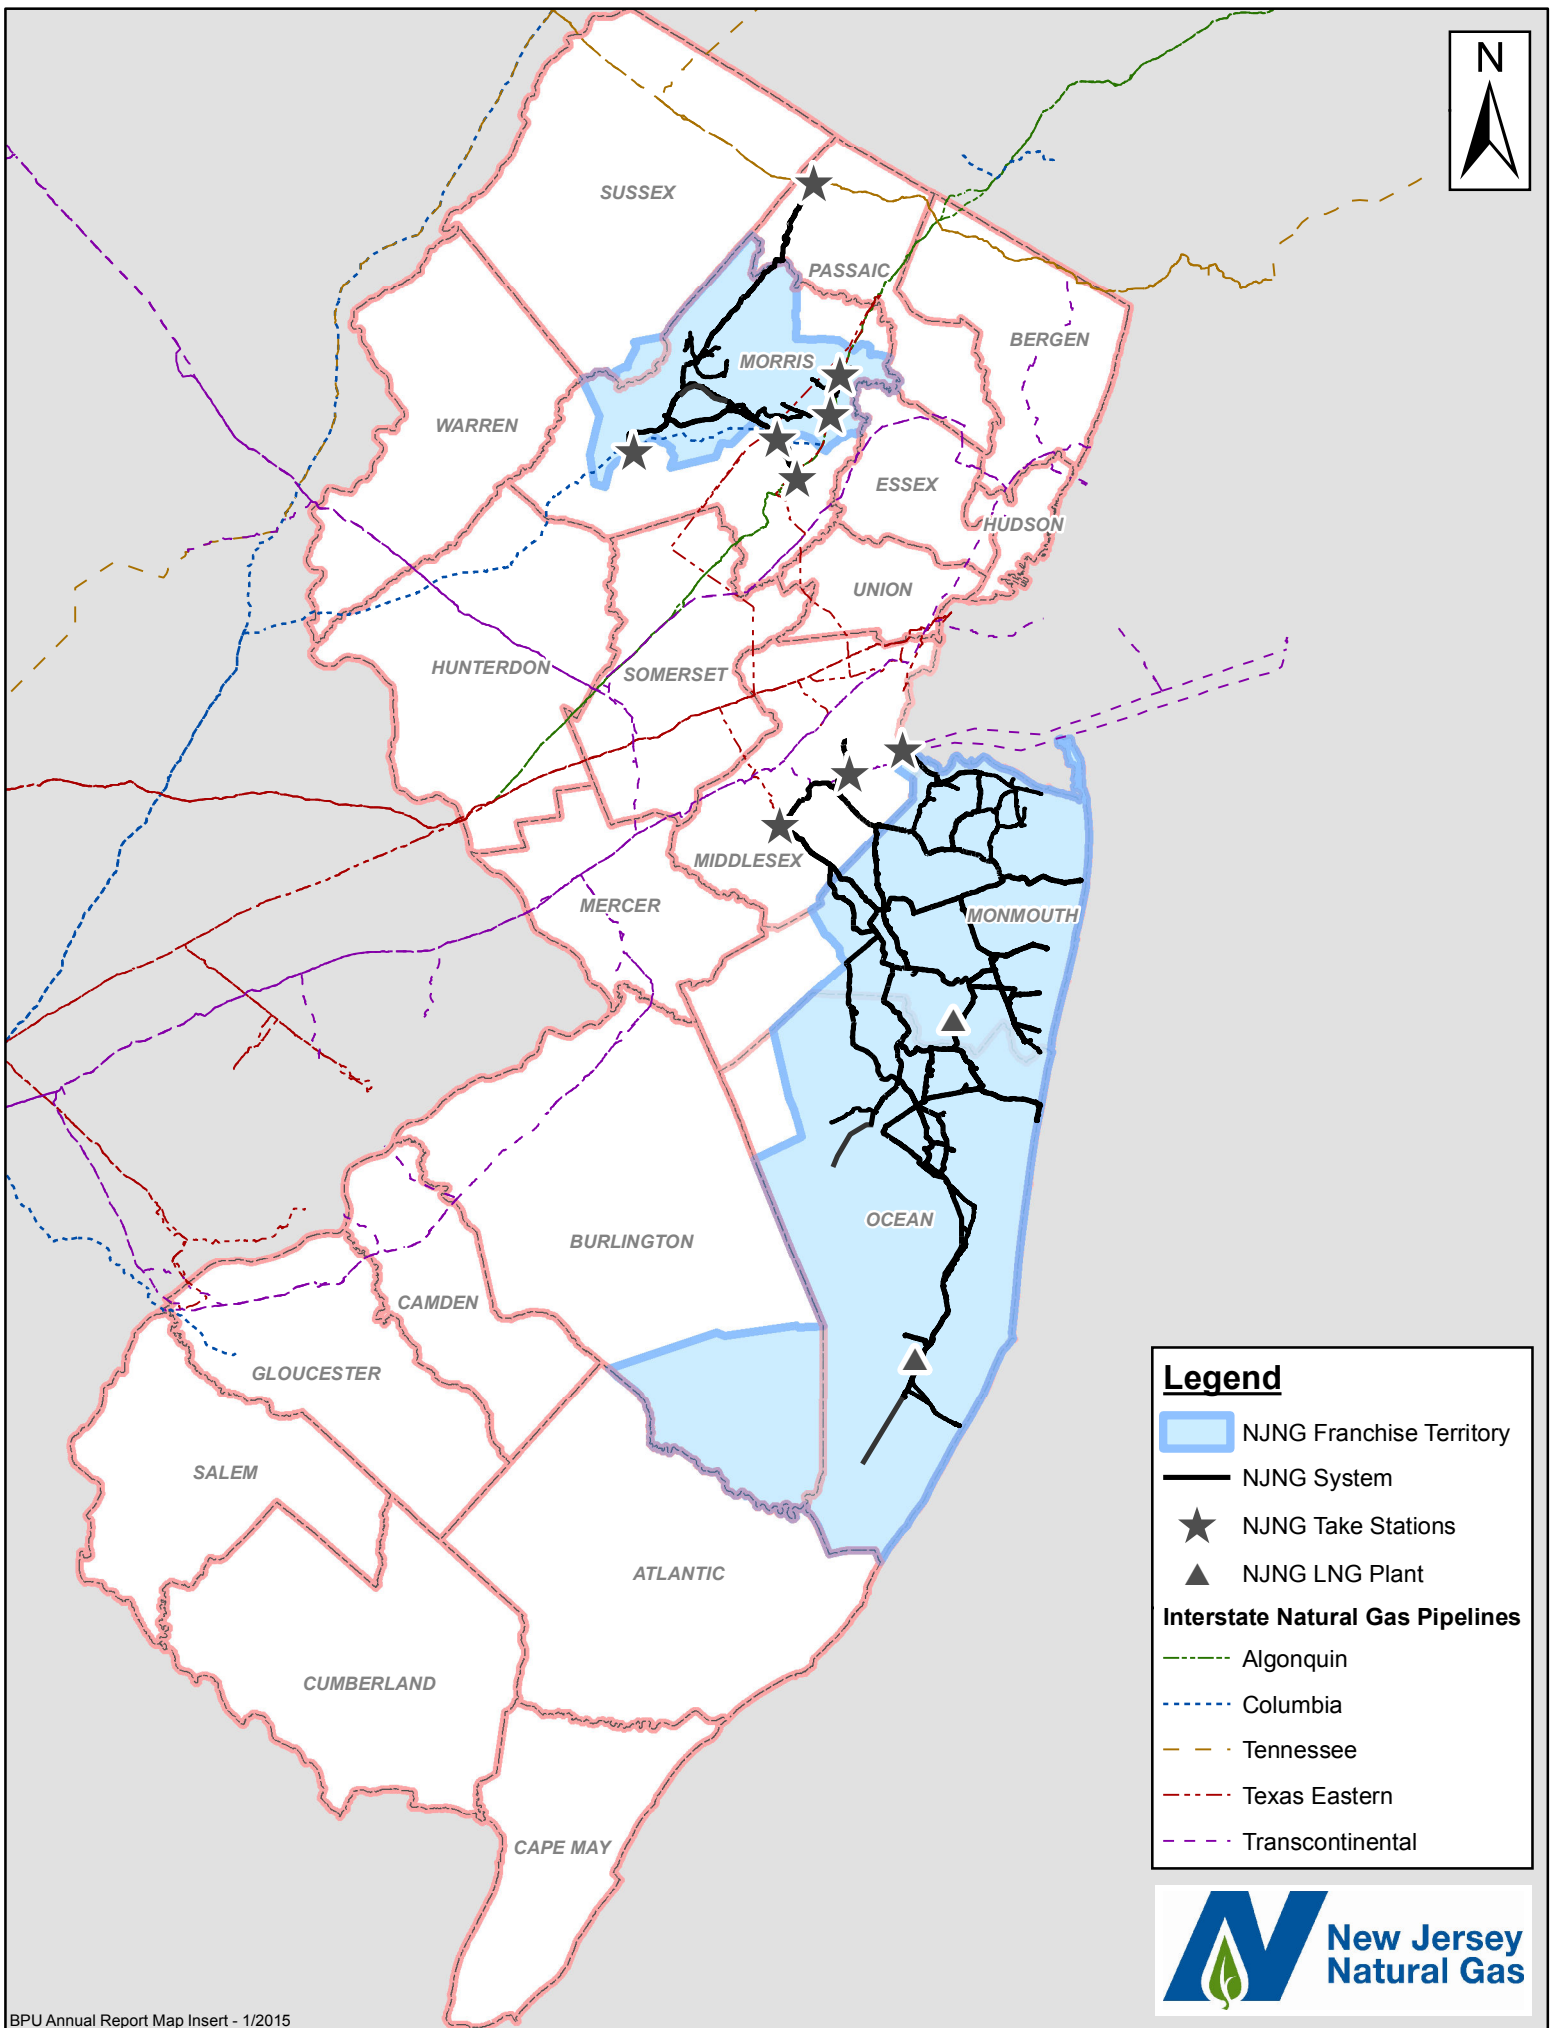 N
SUSSEX
PASSAIC
BERGEN
MORRIS
WARREN
ESSEX
HUDSON
UNION
HUNTERDON
SOMERSET
MIDDLESEX
MERCER
MONMOUTH
OCEAN
BURLINGTON
CAMDEN
GLOUCESTER
SALEM
ATLANTIC
CUMBERLAND
CAPE MAY
Legend
NJNG Franchise Territory
NJNG System
NJNG Take Stations
NJNG LNG Plant
Interstate Natural Gas Pipelines
Algonquin
Columbia
Tennessee
Texas Eastern
Transcontinental
New Jersey
Natural Gas
BPU Annual Report Map Insert - 1/2015